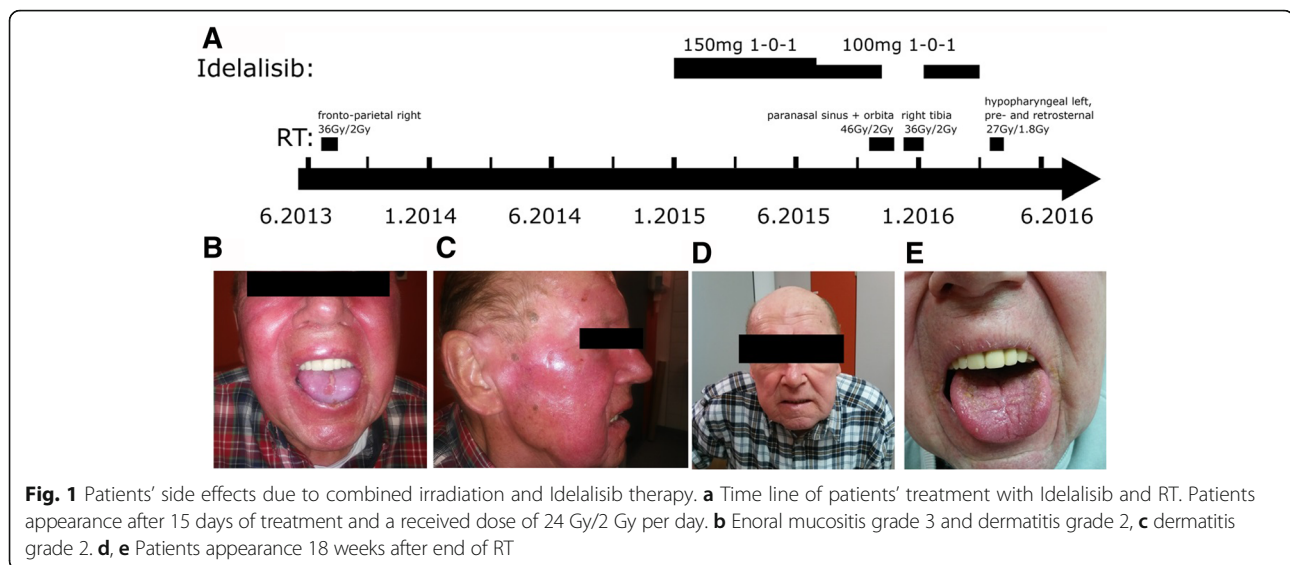 A
150mg 1-0-1 100mg 1-0-1
Idelalisib:
fronto-parietal right
36Gy/2Gy
paranasal sinus + orbita
46Gy/2Gy
right tibia
36Gy/2Gy
hypopharyngeal left,
pre- and retrosternal
27Gy/1.8Gy
RT:
6.2013 1.2014 6.2014 1.2015 6.2015 1.2016 6.2016
B C D E
Fig. 1 Patients' side effects due to combined irradiation and Idelalisib therapy. a Time line of patients' treatment with Idelalisib and RT. Patients
appearance after 15 days of treatment and a received dose of 24 Gy/2 Gy per day. b Enoral mucositis grade 3 and dermatitis grade 2, c dermatitis
grade 2. d, e Patients appearance 18 weeks after end of RT